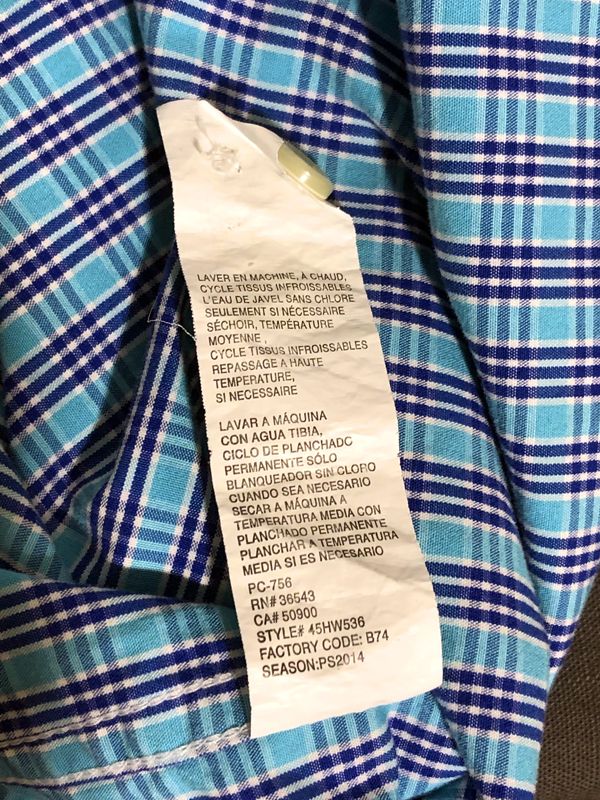 LAVER EN MACHINE, À CHAUD,
CYCLE TISSUS INFROISSABLES
L'EAU DE JAVEL SANS CHLORE
SEULEMENT SI NÉCESSAIRE
SÉCHOIR, TEMPÉRATURE
MOYENNE ,
CYCLE TISSUS INFROISSABLES
REPASSAGE A HAUTE
TEMPERATURE,
SI NECESSAIRE
LAVAR A MÁQUINA
CON AGUA TIBIA,
CICLO DE PLANCHADC
PERMANENTE SÓLO
BLANQUEADOR SIN CLORO
CUANDO SEA NECESARIO
SECAR A MÁQUINA A
TEMPERATURA MEDIA CON
PLANCHADO PERMANENTE
PLANCHAR A TEMPERATURA
MEDIA SI ES NECESARIO
PC-756
RN# 36543
CA# 50900
STYLE# 45HW536
FACTORY CODE: B74
SEASON:PS2014